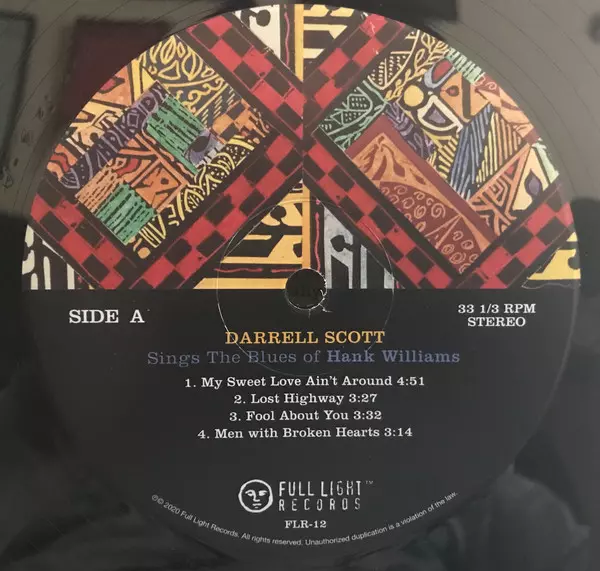 SIDE A
33 1/3 RPM
STEREO
DARRELL SCOTT
Sings The Blues of Hank Williams
1. My Sweet Love Ain't Around 4:51
2. Lost Highway 3:27
3. Fool About You 3:32
4. Men with Broken Hearts 3:14
FULL LIGHT™
RECORDS
FLR-12
℗© 2020 Full Light Records. All rights reserved. Unauthorized duplication is a violation of the law.